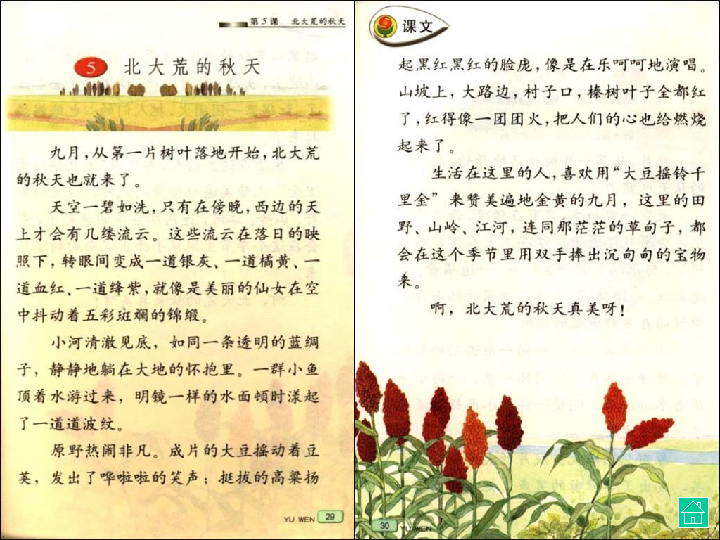 第5课 北大荒的秋天
5 北大荒的秋天
九月，从第一片树叶落地开始，北大荒
的秋天也就来了。
天空一碧如洗，只有在傍晚，西边的天
上才会有几缕流云。这些流云在落日的映
照下，转眼间变成一道银灰、一道橘黄、一
道血红、一道绛紫，就像是美丽的仙女在空
中抖动着五彩斑斓的锦缎。
小河清澈见底，如同一条透明的蓝绸
子，静静地躺在大地的怀抱里。一群小鱼
顶着水游过来，明镜一样的水面顿时漾起
了一道道波纹。
原野热闹非凡。成片的大豆摇动着豆
荚，发出了哗啦啦的笑声；挺拔的高粱扬
YU WEN 29
课文
起黑红黑红的脸庞，像是在乐呵呵地演唱。
山坡上，大路边，村子口，榛树叶子全都红
了，红得像一团团火，把人们的心也给燃烧
起来了。
生活在这里的人，喜欢用“大豆摇铃千
里金”来赞美遍地金黄的九月，这里的田
野、山岭、江河，连同那茫茫的草甸子，都
会在这个季节里用双手捧出沉甸甸的宝物
来。
啊，北大荒的秋天真美呀！
30 YU WEN